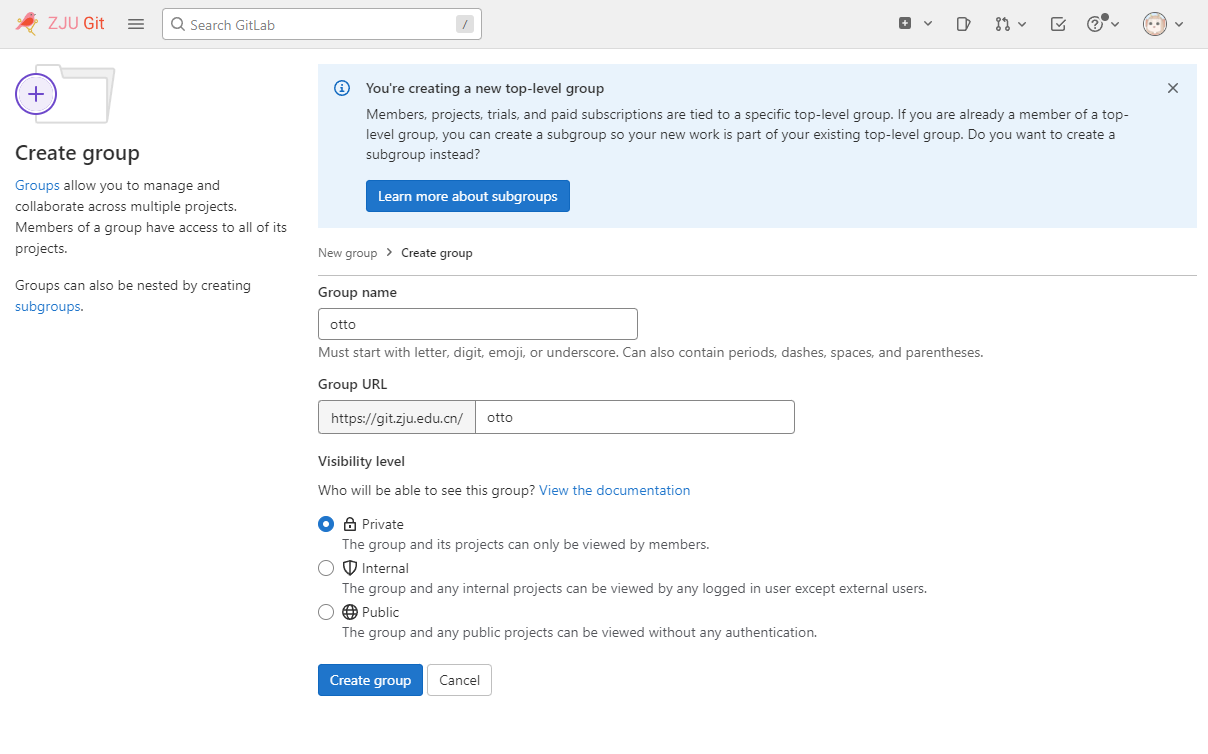 ZJU Git
Search GitLab
/
Create group
Groups allow you to manage and
collaborate across multiple projects.
Members of a group have access to all of its
projects.
Groups can also be nested by creating
subgroups.
You're creating a new top-level group
Members, projects, trials, and paid subscriptions are tied to a specific top-level group. If you are already a member of a top-
level group, you can create a subgroup so your new work is part of your existing top-level group. Do you want to create a
subgroup instead?
Learn more about subgroups
New group > Create group
Group name
otto
Must start with letter, digit, emoji, or underscore. Can also contain periods, dashes, spaces, and parentheses.
Group URL
https://git.zju.edu.cn/ otto
Visibility level
Who will be able to see this group? View the documentation
Private
The group and its projects can only be viewed by members.
Internal
The group and any internal projects can be viewed by any logged in user except external users.
Public
The group and any public projects can be viewed without any authentication.
Create group Cancel